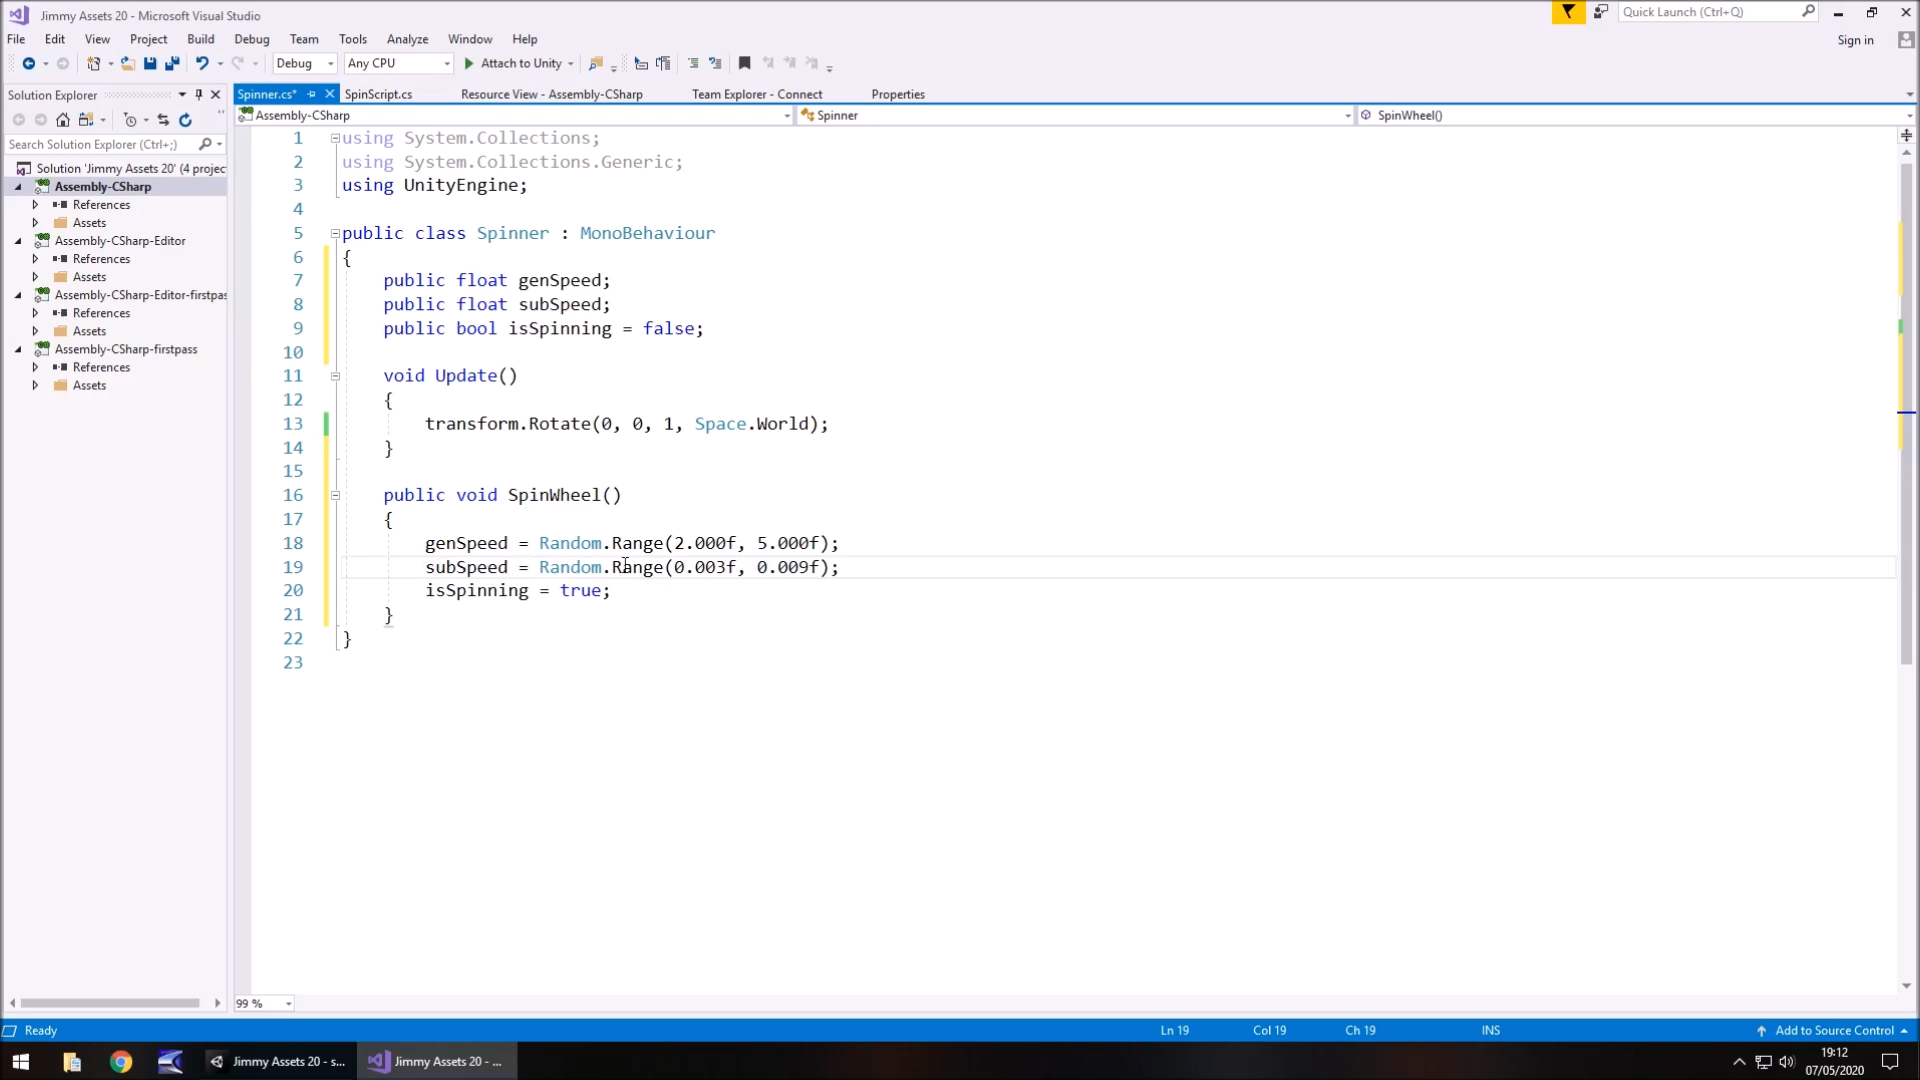 Jimmy Assets 20 - Microsoft Visual Studio
Quick Launch (Ctrl+Q)
File Edit View Project Build Debug Team Tools Analyze Window Help
Sign in
Debug Any CPU Attach to Unity
Solution Explorer
Spinner.cs* SpinScript.cs Resource View - Assembly-CSharp Team Explorer - Connect Properties
Assembly-CSharp Spinner SpinWheel()
Search Solution Explorer (Ctrl+;)
Solution 'Jimmy Assets 20' (4 projec
Assembly-CSharp
References
Assets
Assembly-CSharp-Editor
References
Assets
Assembly-CSharp-Editor-firstpas
References
Assets
Assembly-CSharp-firstpass
References
Assets
1 using System.Collections;
2 using System.Collections.Generic;
3 using UnityEngine;
4
5 public class Spinner : MonoBehaviour
6 {
7 public float genSpeed;
8 public float subSpeed;
9 public bool isSpinning = false;
10
11 void Update()
12 {
13 transform.Rotate(0, 0, 1, Space.World);
14 }
15
16 public void SpinWheel()
17 {
18 genSpeed = Random.Range(2.000f, 5.000f);
19 subSpeed = Random.Range(0.003f, 0.009f);
20 isSpinning = true;
21 }
22 }
23
99 %
Ready Ln 19 Col 19 Ch 19 INS Add to Source Control
Jimmy Assets 20 - s... Jimmy Assets 20 - ...
19:12
07/05/2020